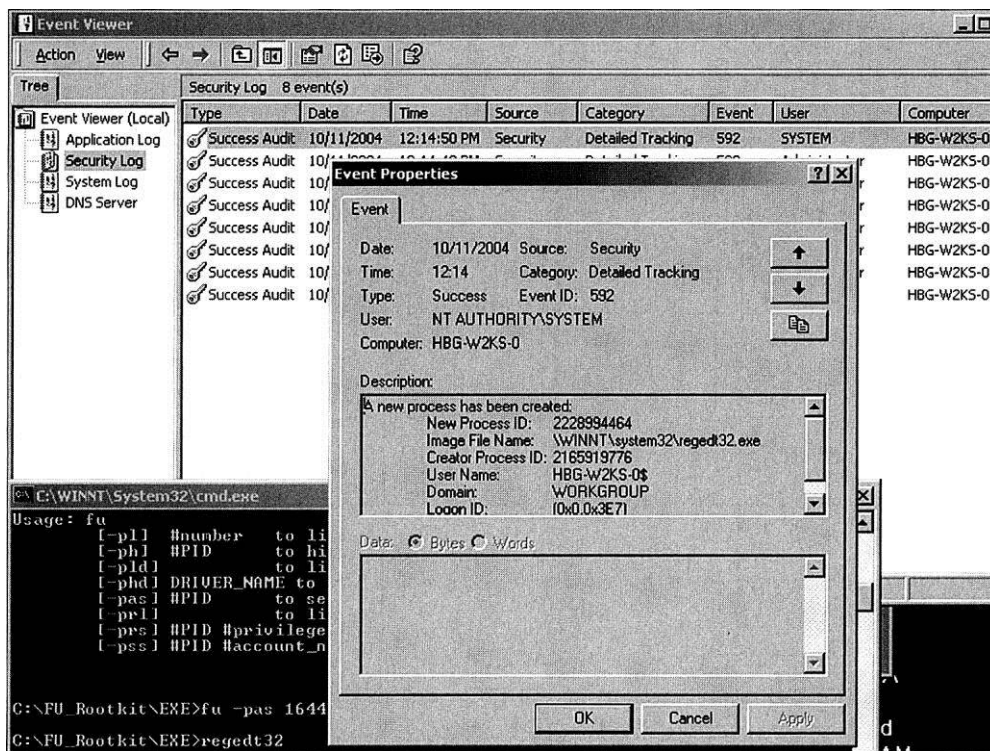 Event Viewer
Action View
Tree
Security Log 8 event(s)
Event Viewer (Local)
Application Log
Security Log
System Log
DNS Server
Type Date Time Source Category Event User Computer
Success Audit 10/11/2004 12:14:50 PM Security Detailed Tracking 592 SYSTEM HBG-W2KS-0
Success Audit 10/11/2004 HBG-W2KS-0
Success Audit 10/ HBG-W2KS-0
Success Audit 10/ HBG-W2KS-0
Success Audit 10/ HBG-W2KS-0
Success Audit 10/ HBG-W2KS-0
Success Audit 10/ HBG-W2KS-0
Success Audit 10/ HBG-W2KS-0
Event Properties
Event
Date: 10/11/2004 Source: Security
Time: 12:14 Category: Detailed Tracking
Type: Success Event ID: 592
User: NT AUTHORITY\SYSTEM
Computer: HBG-W2KS-0
Description:
A new process has been created:
New Process ID: 2228994464
Image File Name: \WINNT\system32\regedt32.exe
Creator Process ID: 2165919776
User Name: HBG-W2KS-0$
Domain: WORKGROUP
Logon ID: (0x0,0x3E7)
Data: Bytes Words
OK Cancel Apply
C:\WINNT\System32\cmd.exe
Usage: fu
[-pl] #number to li
[-ph] #PID to hi
[-pld] to li
[-phd] DRIVER_NAME to
[-pas] #PID to se
[-prl] to li
[-prs] #PID #privilege
[-pss] #PID #account_n
C:\FU_Rootkit\EXE>fu -pas 1644
C:\FU_Rootkit\EXE>regedt32
d